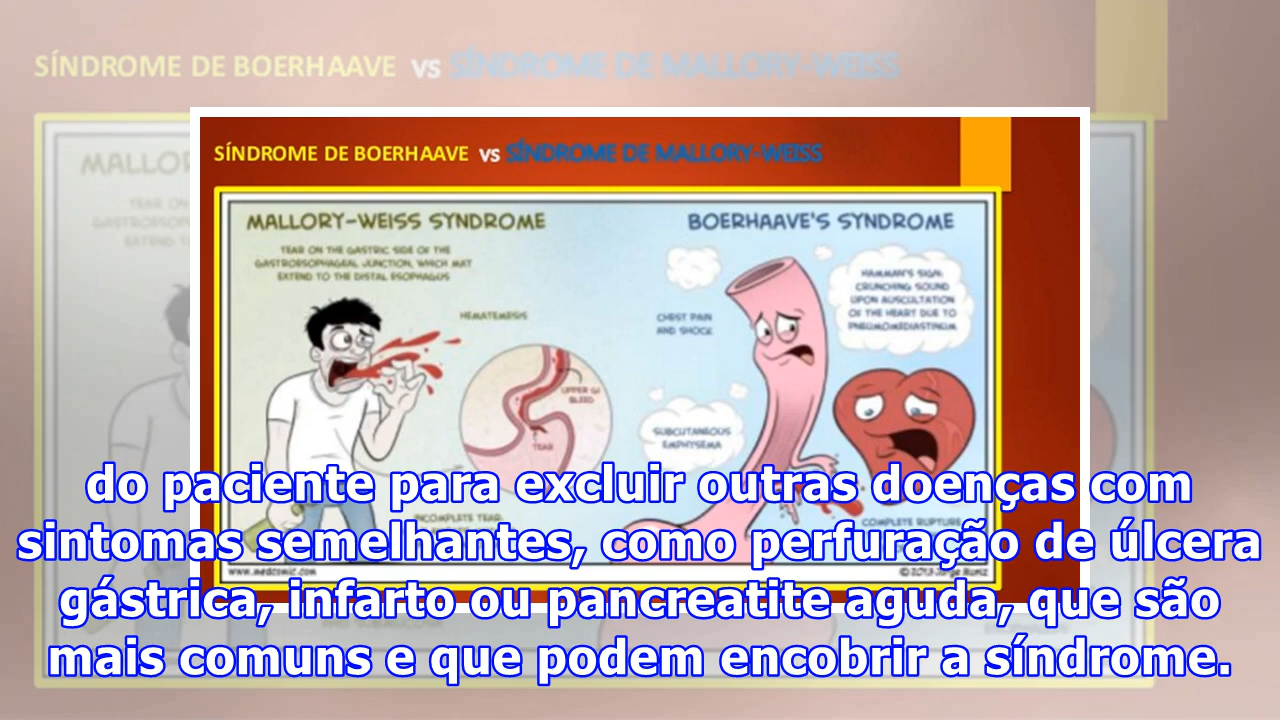 SÍNDROME DE BOERHAAVE vs SÍNDROME DE MALLORY-WEISS
SÍNDROME DE BOERHAAVE vs SÍNDROME DE MALLORY-WEISS
MALLORY-WEISS SYNDROME
TEAR ON THE GASTRIC SIDE OF THE
GASTROESOPHAGEAL JUNCTION, WHICH MAY
EXTEND TO THE DISTAL ESOPHAGUS
HEMATEMESIS
UPPER GI
BLEED
TEAR
INCOMPLETE TEAR,
www.medcomic.com
BOERHAAVE'S SYNDROME
CHEST PAIN
AND SHOCK
HAMMAN'S SIGN:
CRUNCHING SOUND
UPON AUSCULTATION
OF THE HEART DUE TO
PNEUMOMEDIASTINUM
SUBCUTANEOUS
EMPHYSEMA
COMPLETE RUPTURE
© 2013 Jorge Muniz
do paciente para excluir outras doenças com
sintomas semelhantes, como perfuração de úlcera
gástrica, infarto ou pancreatite aguda, que são
mais comuns e que podem encobrir a síndrome.